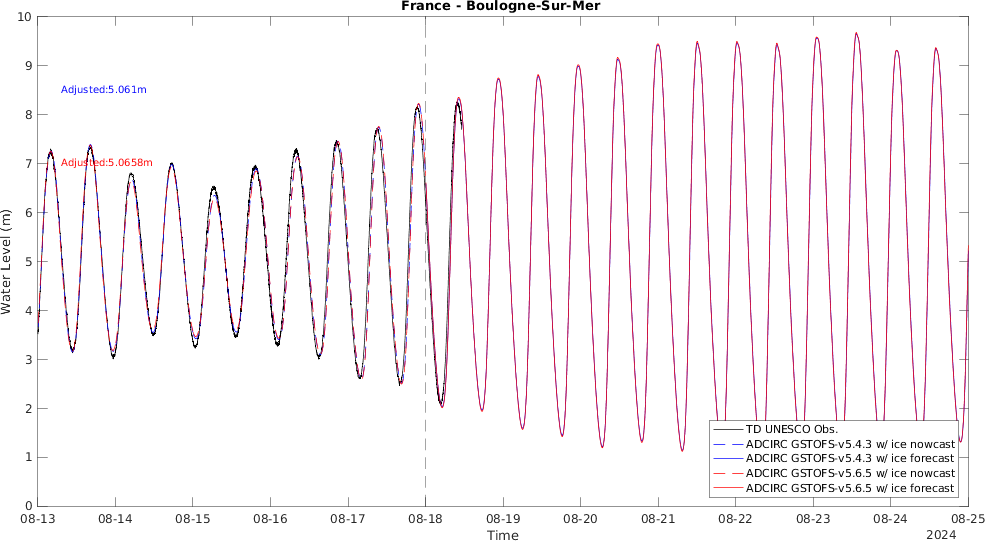 France - Boulogne-Sur-Mer
10
9
8
7
6
5
4
3
2
1
0
Water Level (m)
Adjusted:5.061m
Adjusted:5.0658m
TD UNESCO Obs.
ADCIRC GSTOFS-v5.4.3 w/ ice nowcast
ADCIRC GSTOFS-v5.4.3 w/ ice forecast
ADCIRC GSTOFS-v5.6.5 w/ ice nowcast
ADCIRC GSTOFS-v5.6.5 w/ ice forecast
08-13 08-14 08-15 08-16 08-17 08-18 08-19 08-20 08-21 08-22 08-23 08-24 08-25
Time
2024